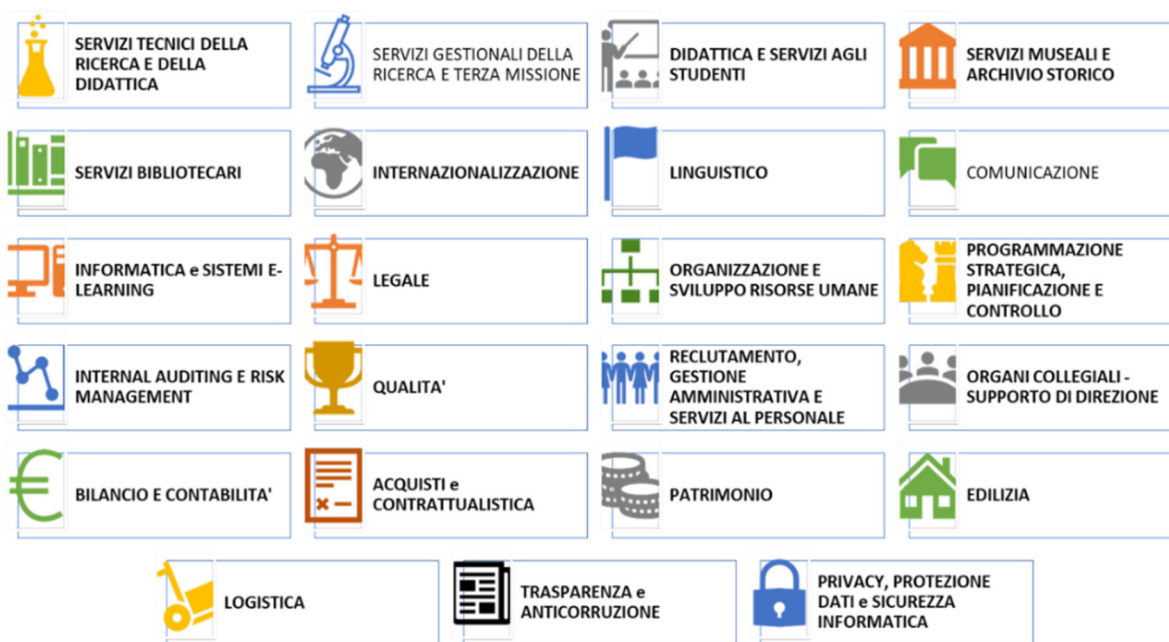 SERVIZI TECNICI DELLA
RICERCA E DELLA
DIDATTICA
SERVIZI GESTIONALI DELLA
RICERCA E TERZA MISSIONE
DIDATTICA E SERVIZI AGLI
STUDENTI
SERVIZI MUSEALI E
ARCHIVIO STORICO
SERVIZI BIBLIOTECARI
INTERNAZIONALIZZAZIONE
LINGUISTICO
COMUNICAZIONE
INFORMATICA e SISTEMI E-
LEARNING
LEGALE
ORGANIZZAZIONE E
SVILUPPO RISORSE UMANE
PROGRAMMAZIONE
STRATEGICA,
PIANIFICAZIONE E
CONTROLLO
INTERNAL AUDITING E RISK
MANAGEMENT
QUALITA'
RECLUTAMENTO,
GESTIONE
AMMINISTRATIVA E
SERVIZI AL PERSONALE
ORGANI COLLEGIALI -
SUPPORTO DI DIREZIONE
BILANCIO E CONTABILITA'
ACQUISTI e
CONTRATTUALISTICA
PATRIMONIO
EDILIZIA
LOGISTICA
TRASPARENZA e
ANTICORRUZIONE
PRIVACY, PROTEZIONE
DATI e SICUREZZA
INFORMATICA